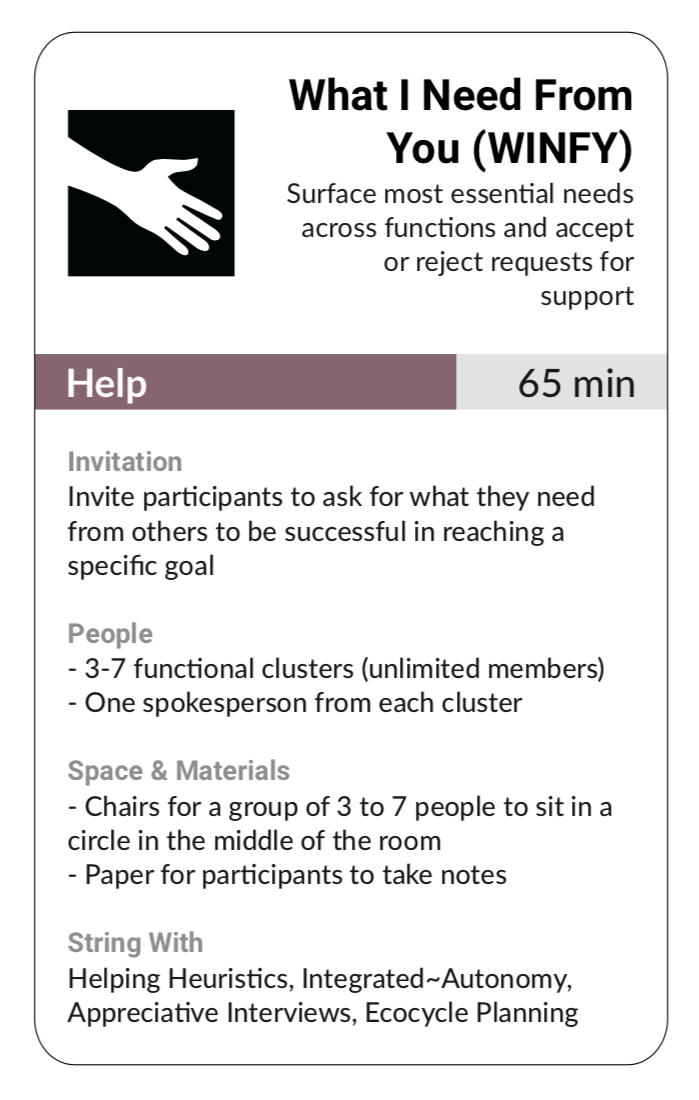 What I Need From
You (WINFY)
Surface most essential needs
across functions and accept
or reject requests for
support
Help
65 min
Invitation
Invite participants to ask for what they need
from others to be successful in reaching a
specific goal
People
- 3-7 functional clusters (unlimited members)
- One spokesperson from each cluster
Space & Materials
- Chairs for a group of 3 to 7 people to sit in a
circle in the middle of the room
- Paper for participants to take notes
String With
Helping Heuristics, Integrated~Autonomy,
Appreciative Interviews, Ecocycle Planning